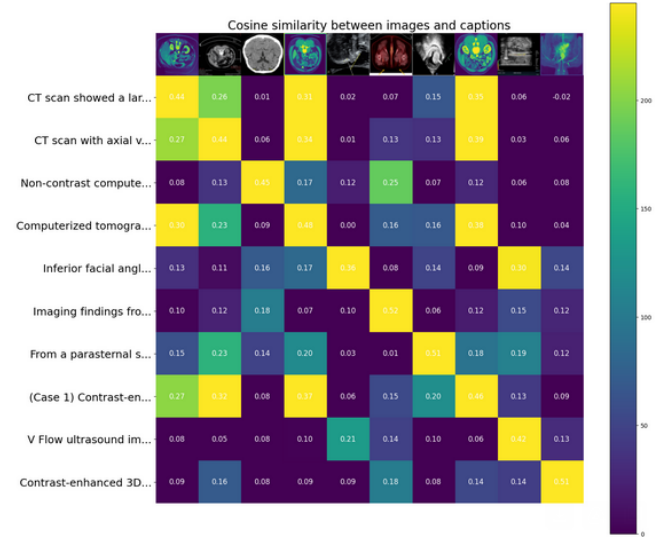 Cosine similarity between images and captions
CT scan showed a lar... 0.44 0.26 0.01 0.31 0.02 0.07 0.15 0.35 0.06 -0.02
CT scan with axial v... 0.27 0.44 0.06 0.34 0.01 0.13 0.13 0.39 0.03 0.06
Non-contrast compute... 0.08 0.13 0.45 0.17 0.12 0.25 0.07 0.12 0.06 0.08
Computerized tomogra... 0.30 0.23 0.09 0.09 0.00 0.16 0.16 0.38 0.10 0.04
Inferior facial angl... 0.13 0.11 0.16 0.17 0.38 0.08 0.14 0.09 0.30 0.14
Imaging findings fro... 0.10 0.12 0.18 0.07 0.10 0.52 0.06 0.12 0.15 0.12
From a parasternal s... 0.15 0.23 0.14 0.20 0.03 0.01 0.51 0.18 0.19 0.12
(Case 1) Contrast-en... 0.27 0.32 0.08 0.37 0.06 0.15 0.20 0.46 0.13 0.09
V Flow ultrasound im... 0.08 0.05 0.08 0.10 0.21 0.14 0.10 0.06 0.42 0.13
Contrast-enhanced 3D... 0.09 0.16 0.08 0.09 0.09 0.18 0.08 0.14 0.14 0.51
200
150
100
50
0